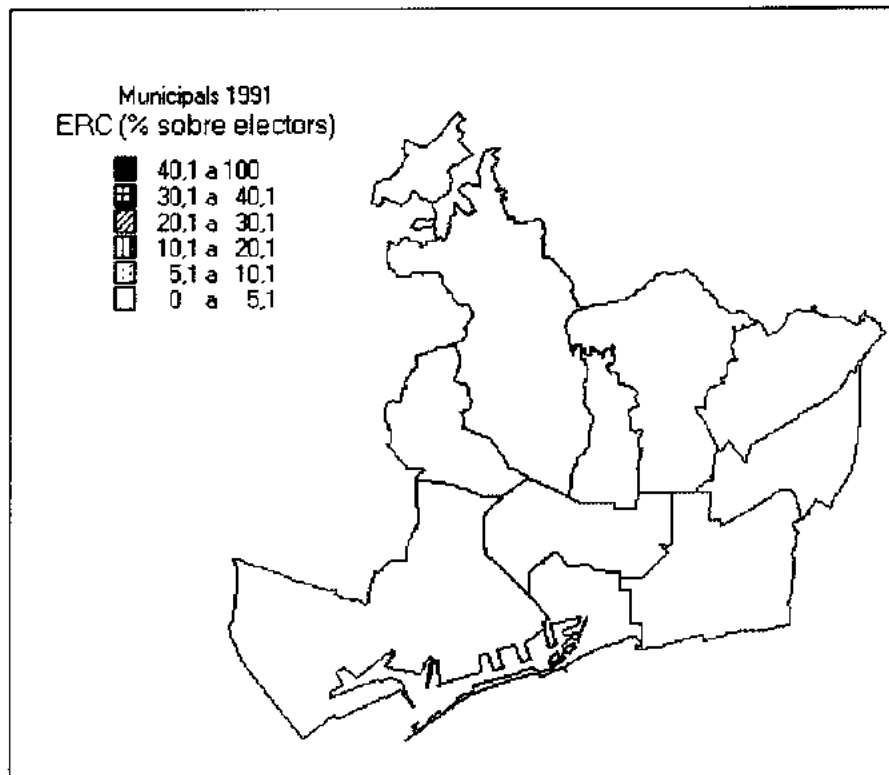 Municipals 1991
ERC (% sobre electors)
40,1 a 100
30,1 a 40,1
20,1 a 30,1
10,1 a 20,1
5,1 a 10,1
0 a 5,1